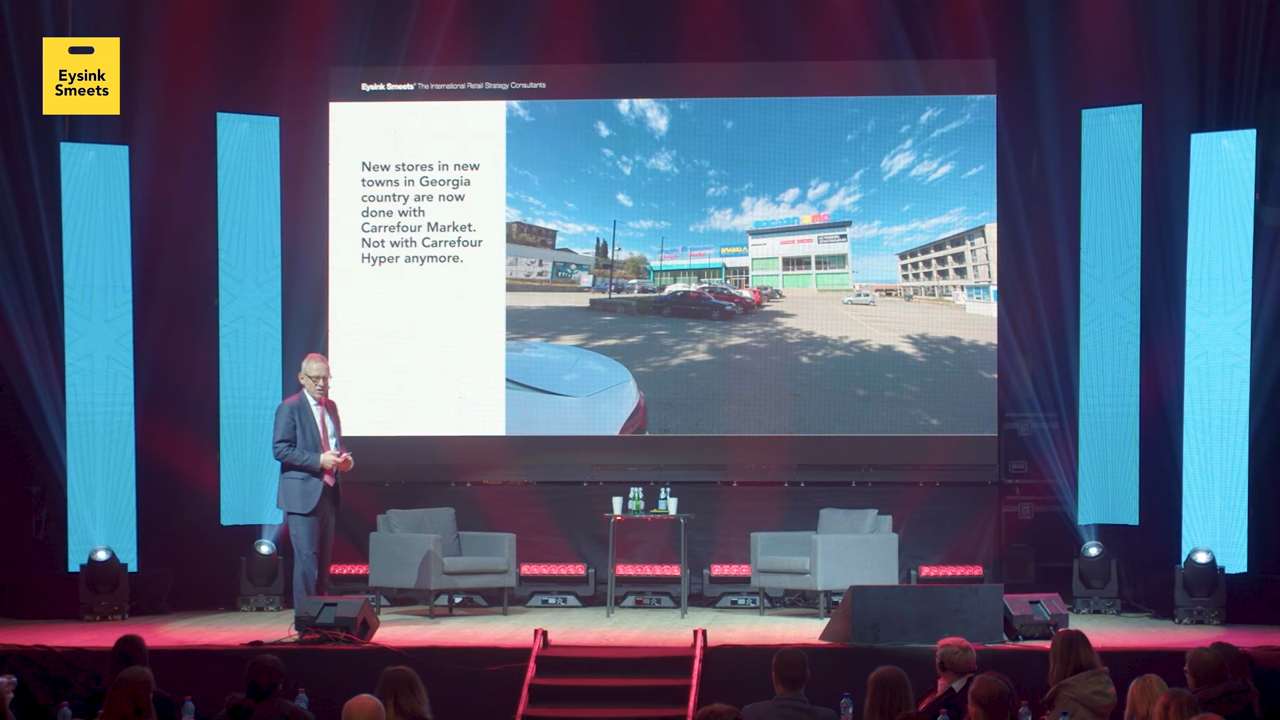 Eysink
Smeets
Eysink Smeets® The International Retail Strategy Consultants
New stores in new
towns in Georgia
country are now
done with
Carrefour Market.
Not with Carrefour
Hyper anymore.